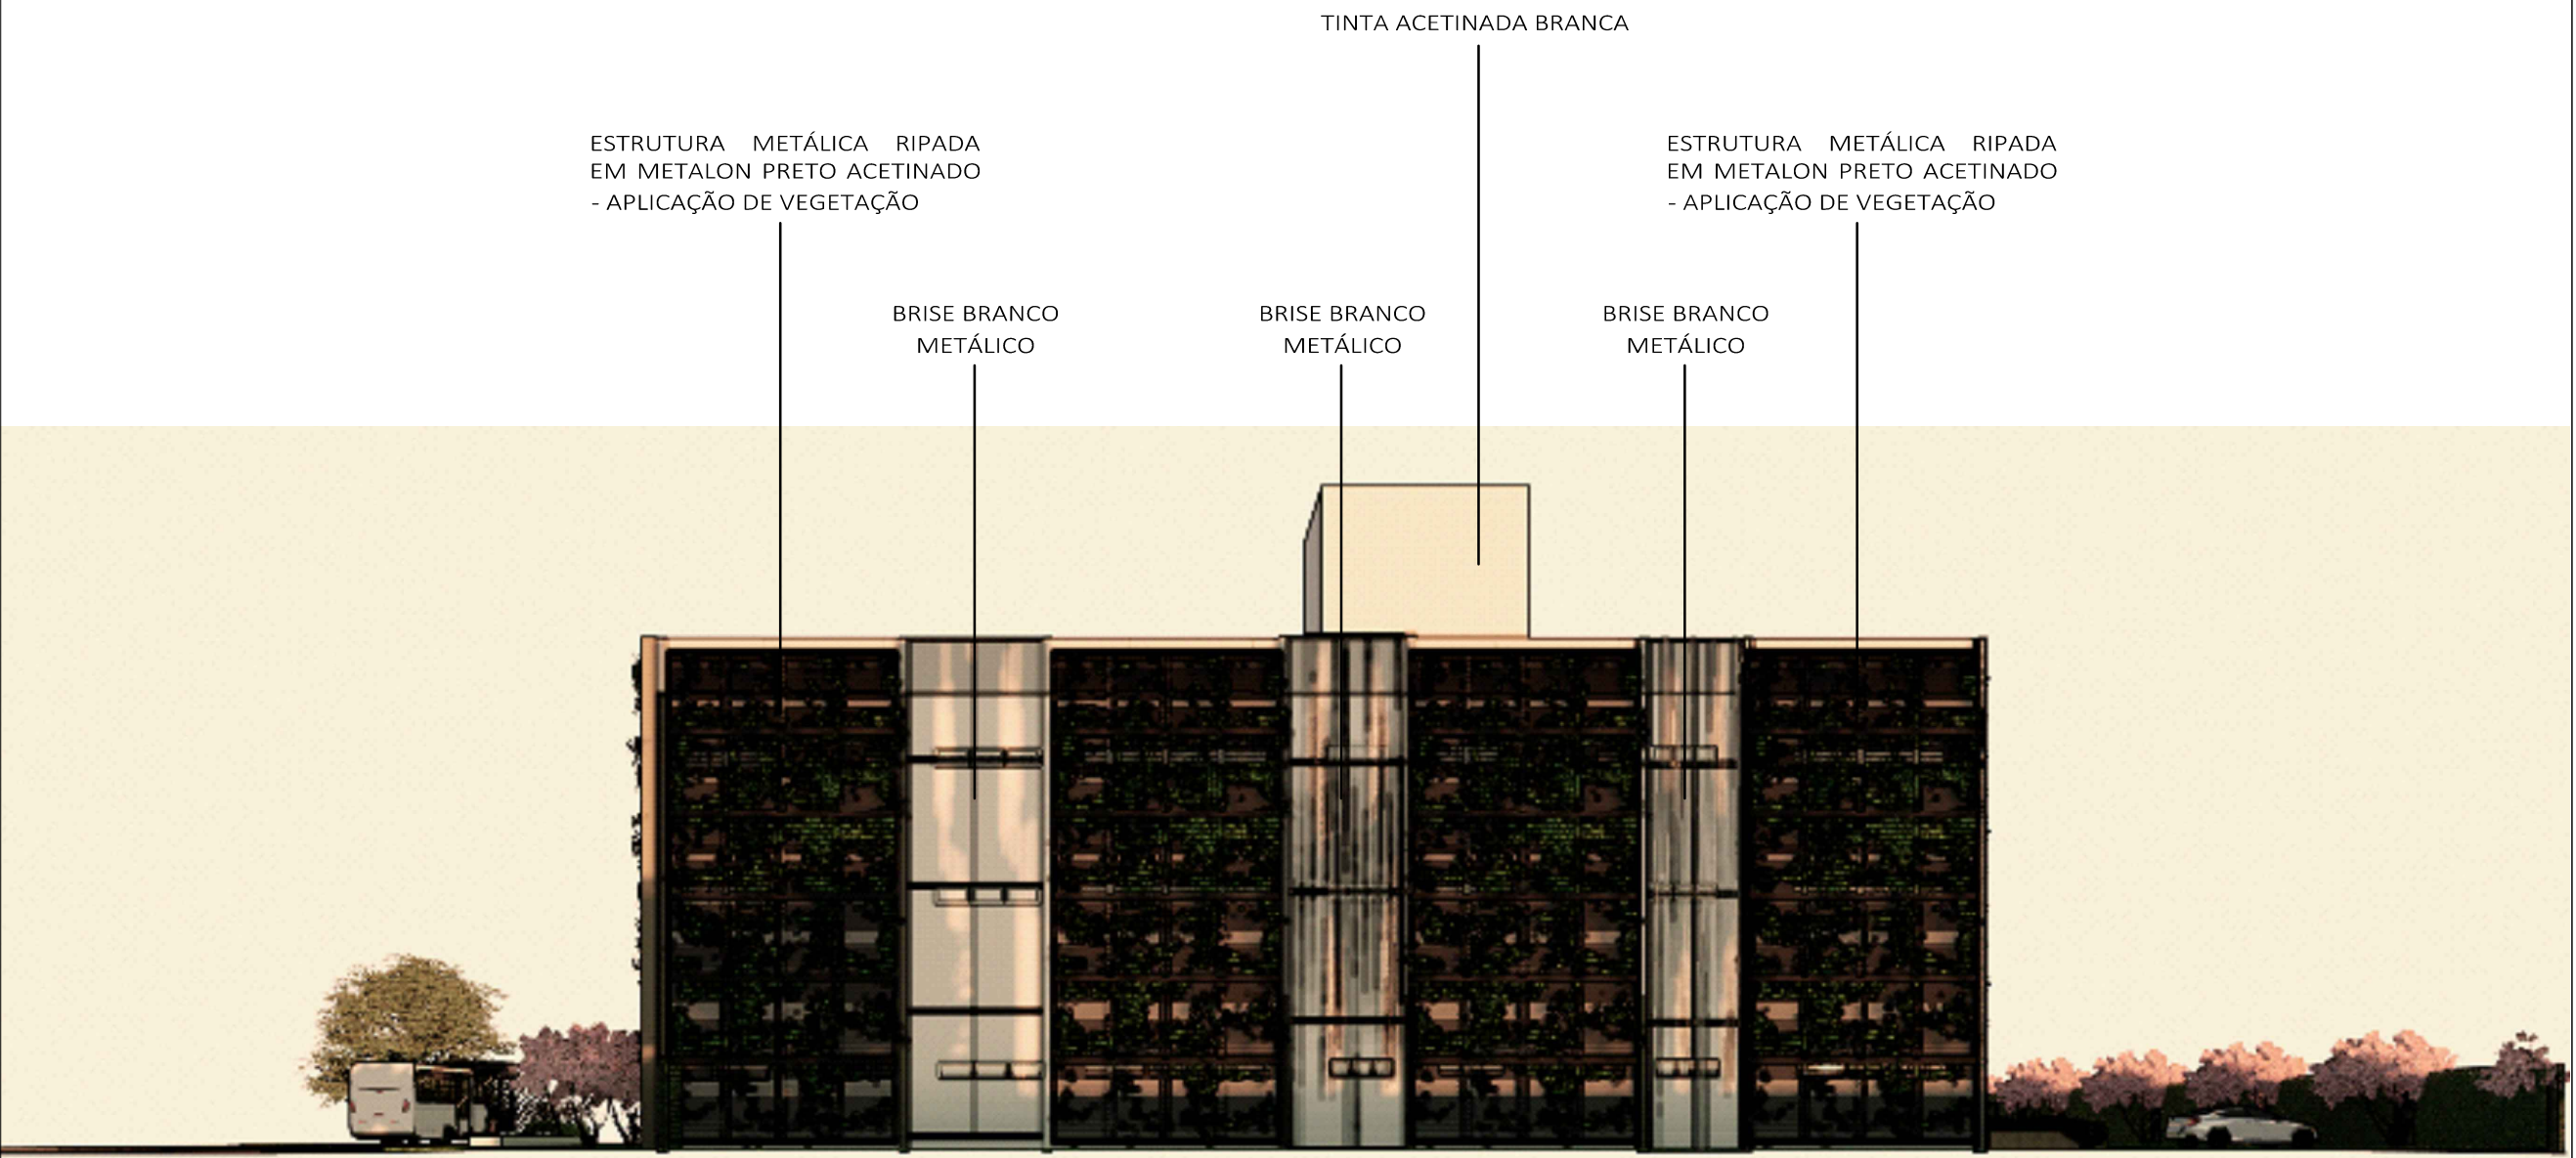 TINTA ACETINADA BRANCA
ESTRUTURA METÁLICA RIPADA
EM METALON PRETO ACETINADO
- APLICAÇÃO DE VEGETAÇÃO
ESTRUTURA METÁLICA RIPADA
EM METALON PRETO ACETINADO
- APLICAÇÃO DE VEGETAÇÃO
BRISE BRANCO
METÁLICO
BRISE BRANCO
METÁLICO
BRISE BRANCO
METÁLICO